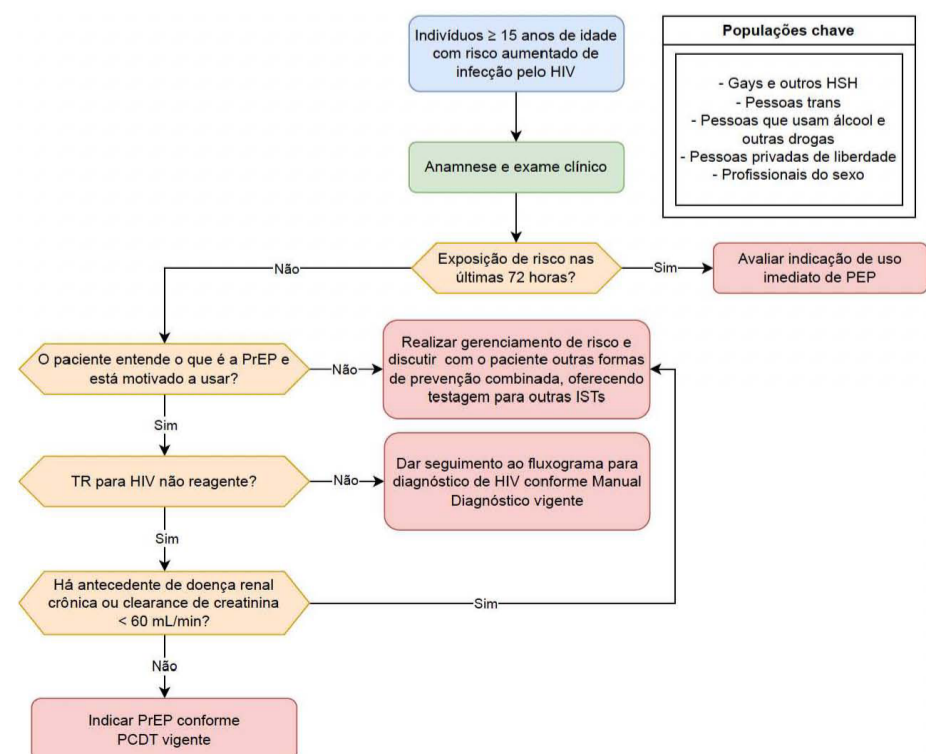 Indivíduos ≥ 15 anos de idade
com risco aumentado de
infecção pelo HIV
Populações chave
- Gays e outros HSH
- Pessoas trans
- Pessoas que usam álcool e
outras drogas
- Pessoas privadas de liberdade
- Profissionais do sexo
Anamnese e exame clínico
Exposição de risco nas
últimas 72 horas?
Não
Sim
Avaliar indicação de uso
imediato de PEP
O paciente entende o que é a PrEP e
está motivado a usar?
Não
Realizar gerenciamento de risco e
discutir com o paciente outras formas
de prevenção combinada, oferecendo
testagem para outras ISTs
Sim
TR para HIV não reagente?
Não
Dar seguimento ao fluxograma para
diagnóstico de HIV conforme Manual
Diagnóstico vigente
Sim
Há antecedente de doença renal
crônica ou clearance de creatinina
< 60 mL/min?
Sim
Não
Indicar PrEP conforme
PCDT vigente